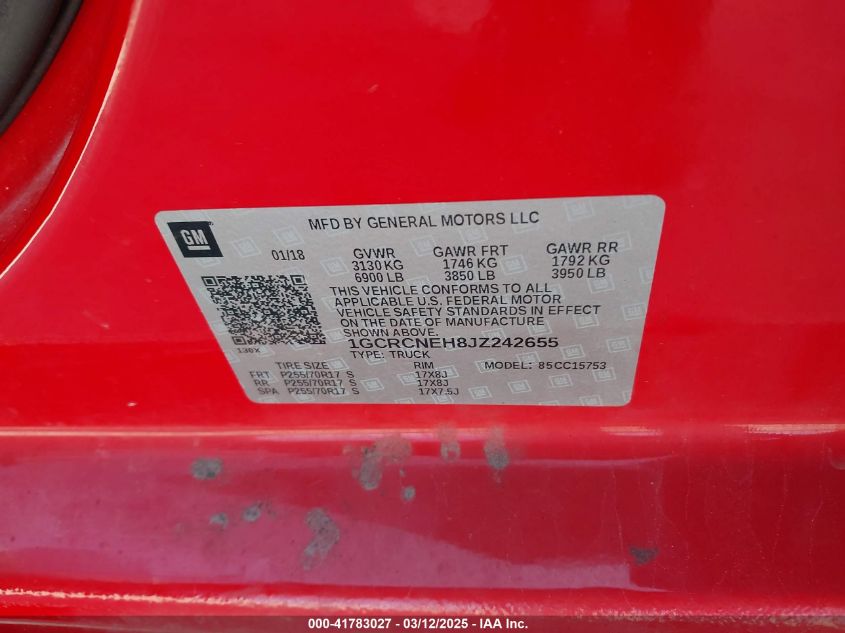 MFD BY GENERAL MOTORS LLC
GM
01/18 GVWR GAWR FRT GAWR RR
3130 KG 1746 KG 1792 KG
6900 LB 3850 LB 3950 LB
THIS VEHICLE CONFORMS TO ALL
APPLICABLE U.S. FEDERAL MOTOR
VEHICLE SAFETY STANDARDS IN EFFECT
ON THE DATE OF MANUFACTURE
SHOWN ABOVE.
1GCRCNEH8JZ242655
TYPE: TRUCK MODEL: 85CC15753
TIRE SIZE RIM
FRT P255/70R17 S 17X8J
RR P255/70R17 S 17X8J
SPA P255/70R17 S 17X7.5J
000-41783027 - 03/12/2025 - IAA Inc.